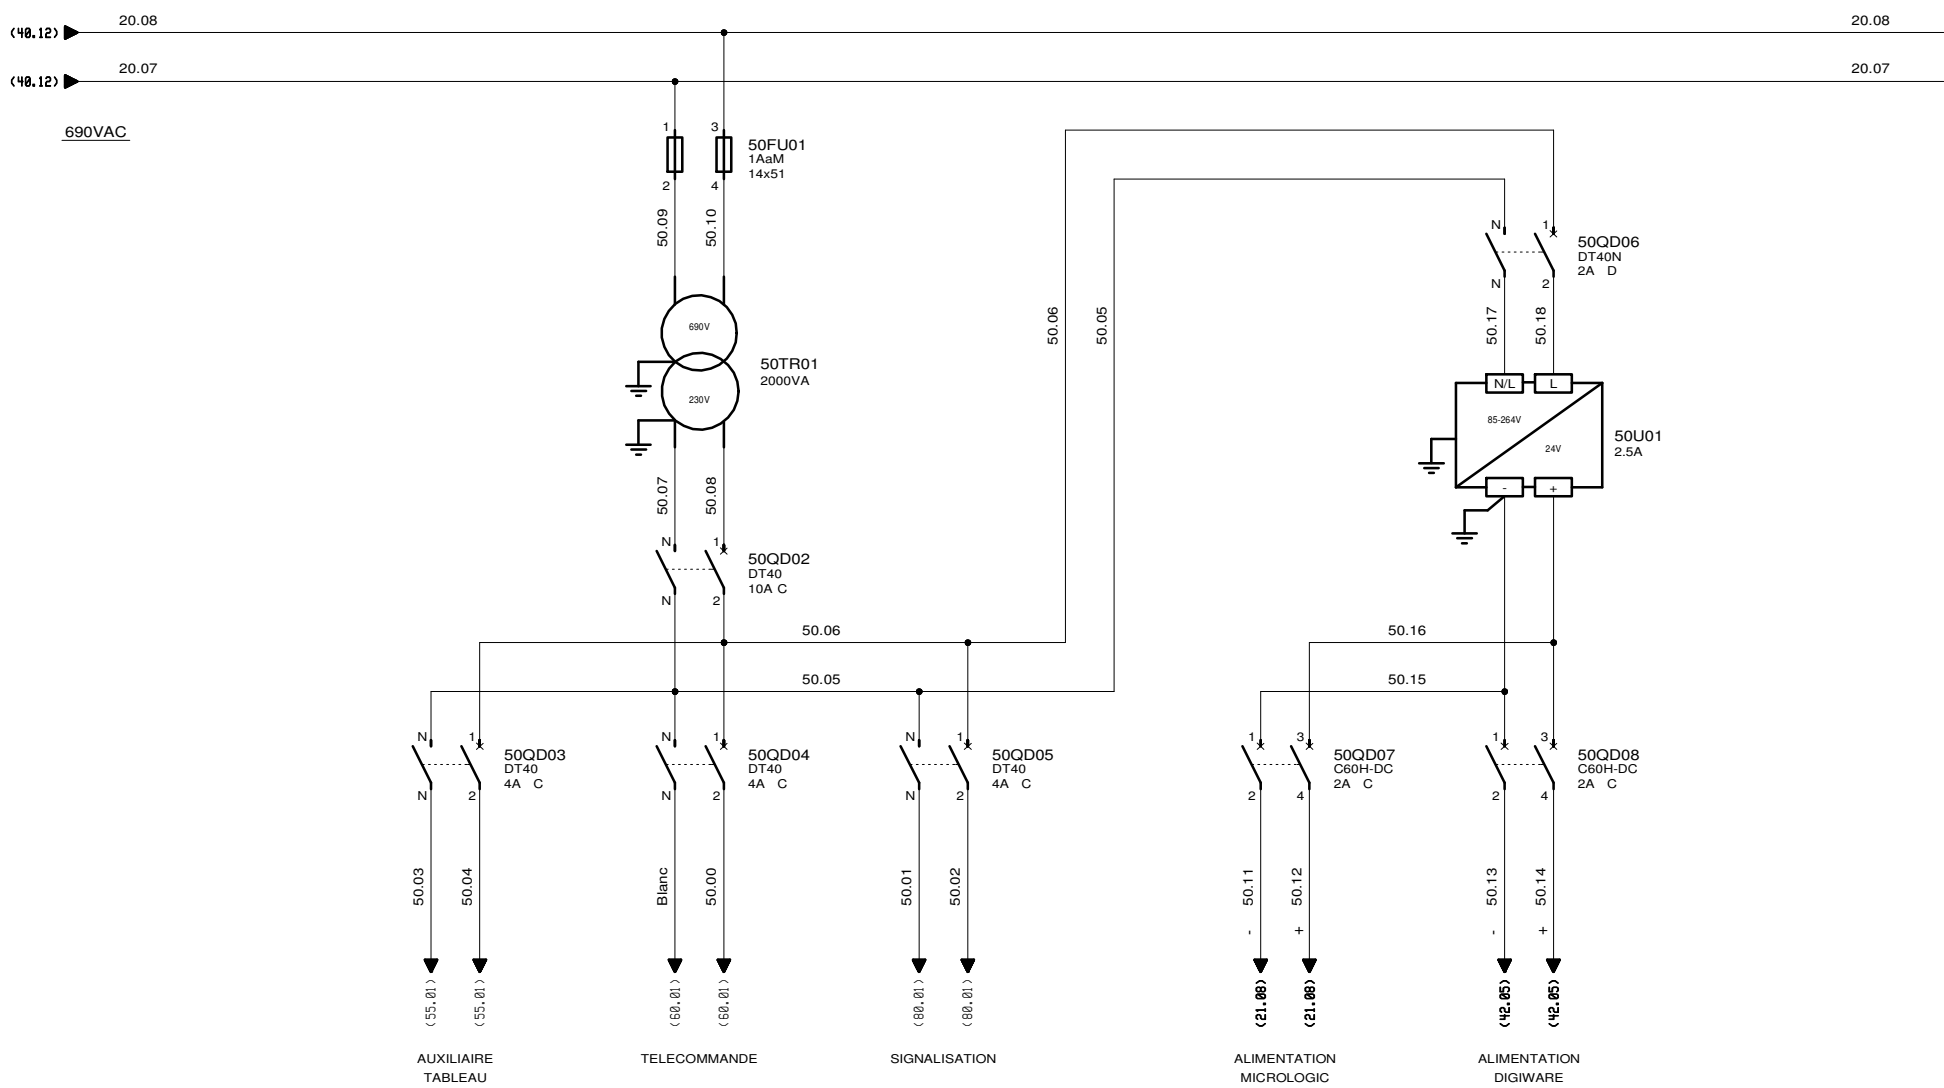 20.08
20.08
(40.12)
20.07
20.07
(40.12)
690VAC
1
3
50FU01
1AaM
14x51
2
4
50.09
50.10
N
1
50QD06
DT40N
2A D
N
2
50.06
50.05
50.17
50.18
690V
50TR01
2000VA
230V
N/L
L
85-264V
24V
50U01
2.5A
-
+
50.07
50.08
N
1
50QD02
DT40
10A C
N
2
50.06
50.16
50.05
50.15
N
1
50QD03
DT40
4A C
N
2
N
1
50QD04
DT40
4A C
N
2
N
1
50QD05
DT40
4A C
N
2
1
3
50QD07
C60H-DC
2A C
2
4
1
3
50QD08
C60H-DC
2A C
2
4
50.03
50.04
Blanc
50.00
50.01
50.02
50.11
50.12
50.13
50.14
-
+
-
+
(55.01)
(55.01)
(60.01)
(60.01)
(80.01)
(80.01)
(21.08)
(21.08)
(42.05)
(42.05)
AUXILIAIRE
TABLEAU
TELECOMMANDE
SIGNALISATION
ALIMENTATION
MICROLOGIC
ALIMENTATION
DIGIWARE